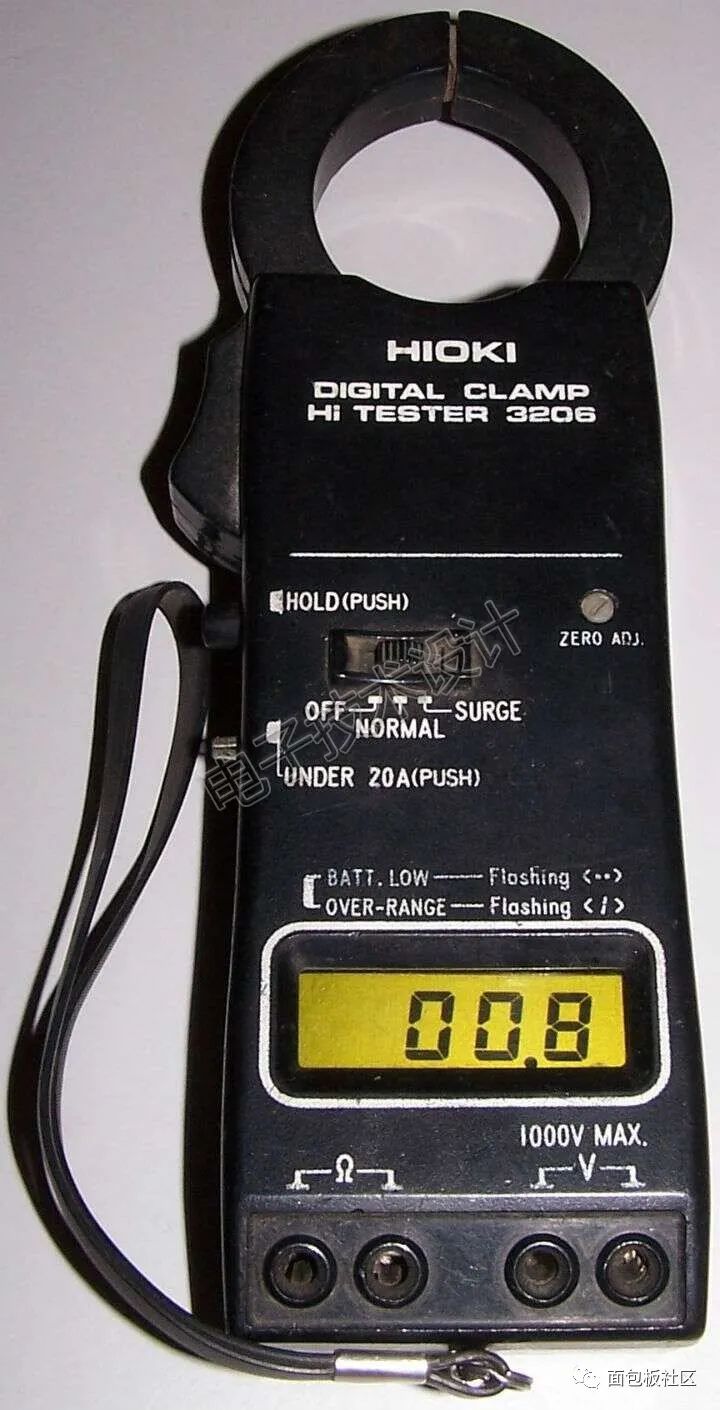 HIOKI
DIGITAL CLAMP
Hi TESTER 3206
HOLD(PUSH)
ZERO ADJ.
OFF
SURGE
NORMAL
UNDER 20A(PUSH)
电子技术设计
BATT. LOW — Flashing <••>
OVER-RANGE — Flashing </>
00.8
1000V MAX.
Ω
V
面包板社区